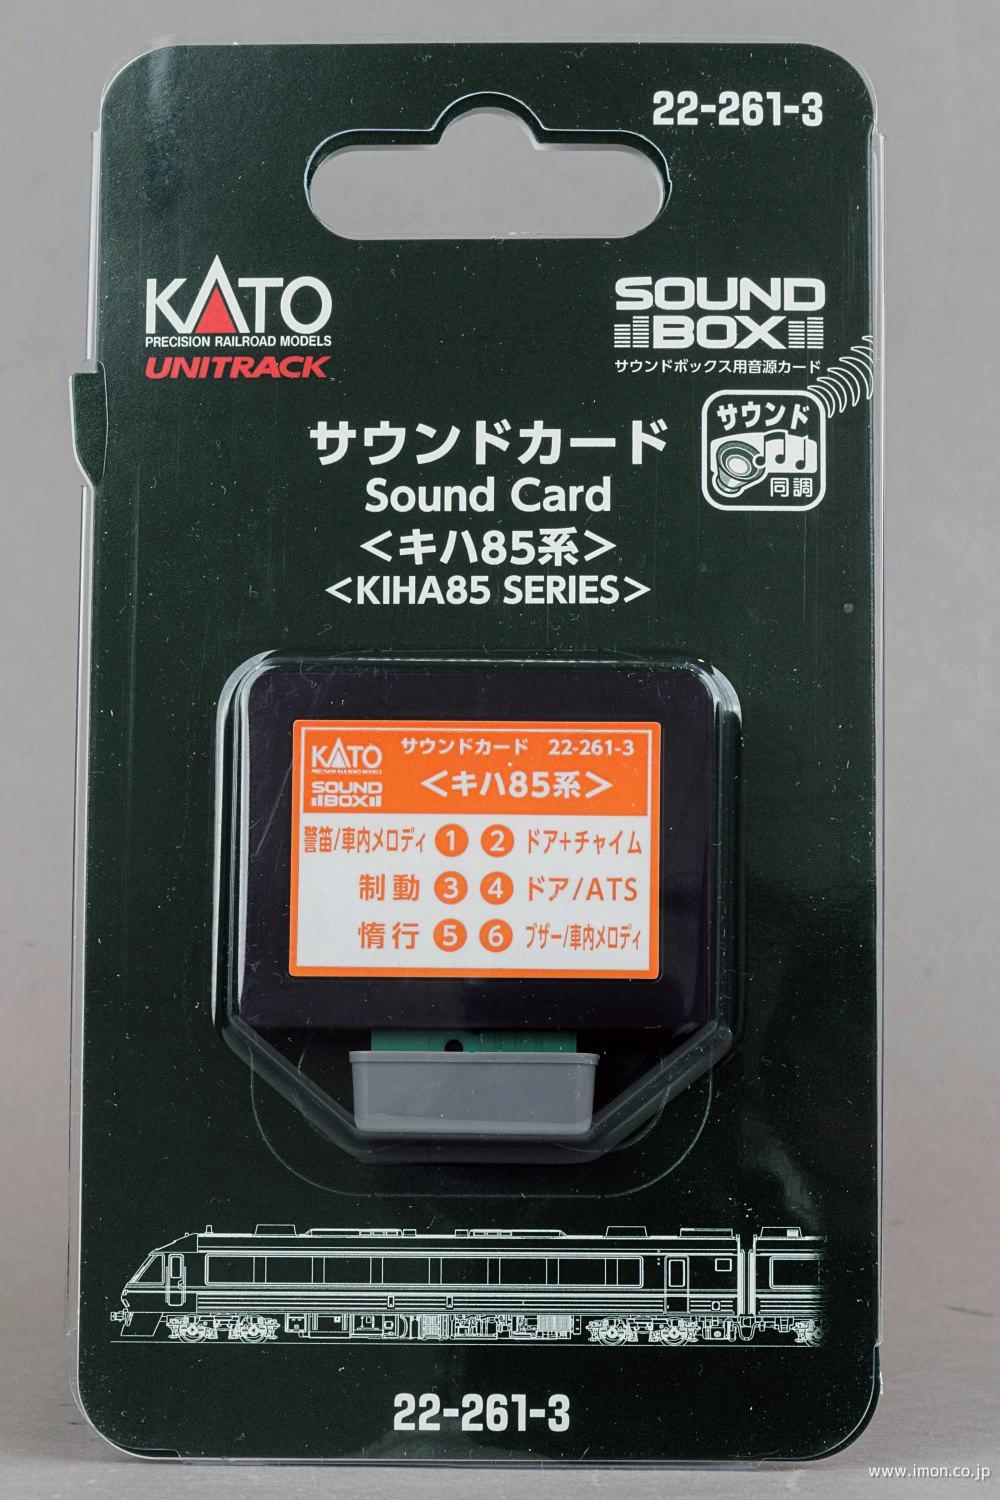 22-261-3
KATO
PRECISION RAILROAD MODELS
UNITRACK
SOUND
BOX
サウンドボックス用音源カード
サウンド
同調
サウンドカード
Sound Card
<キハ85系>
<KIHA85 SERIES>
KATO
PRECISION RAILROAD MODELS
SOUND
BOX
サウンドカード 22-261-3
<キハ85系>
警笛/車内メロディ 1 2 ドア+チャイム
制動 3 4 ドア/ATS
惰行 5 6 ブザー/車内メロディ
22-261-3
www.imon.co.jp